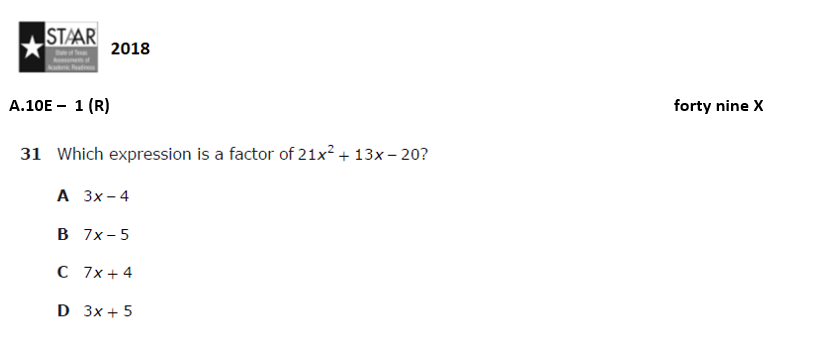 STAAR
State of Texas
Assessments of
Academic Readiness
2018
A.10E – 1 (R) forty nine X
31 Which expression is a factor of 21x² + 13x – 20?
A 3x – 4
B 7x – 5
C 7x + 4
D 3x + 5